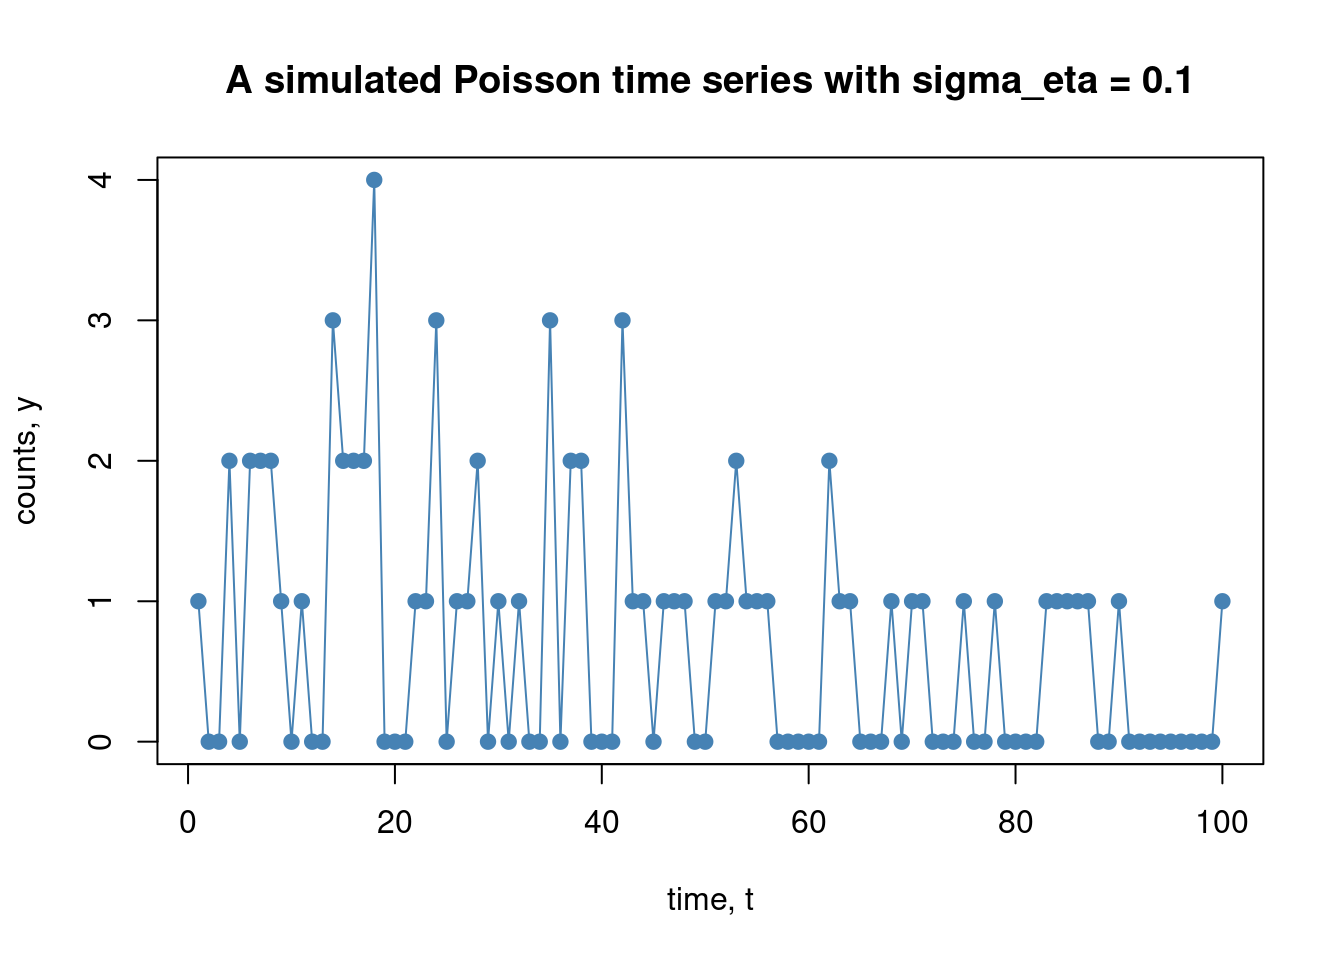 A simulated Poisson time series with sigma_eta = 0.1
counts, y
4
3
2
1
0
0 20 40 60 80 100
time, t